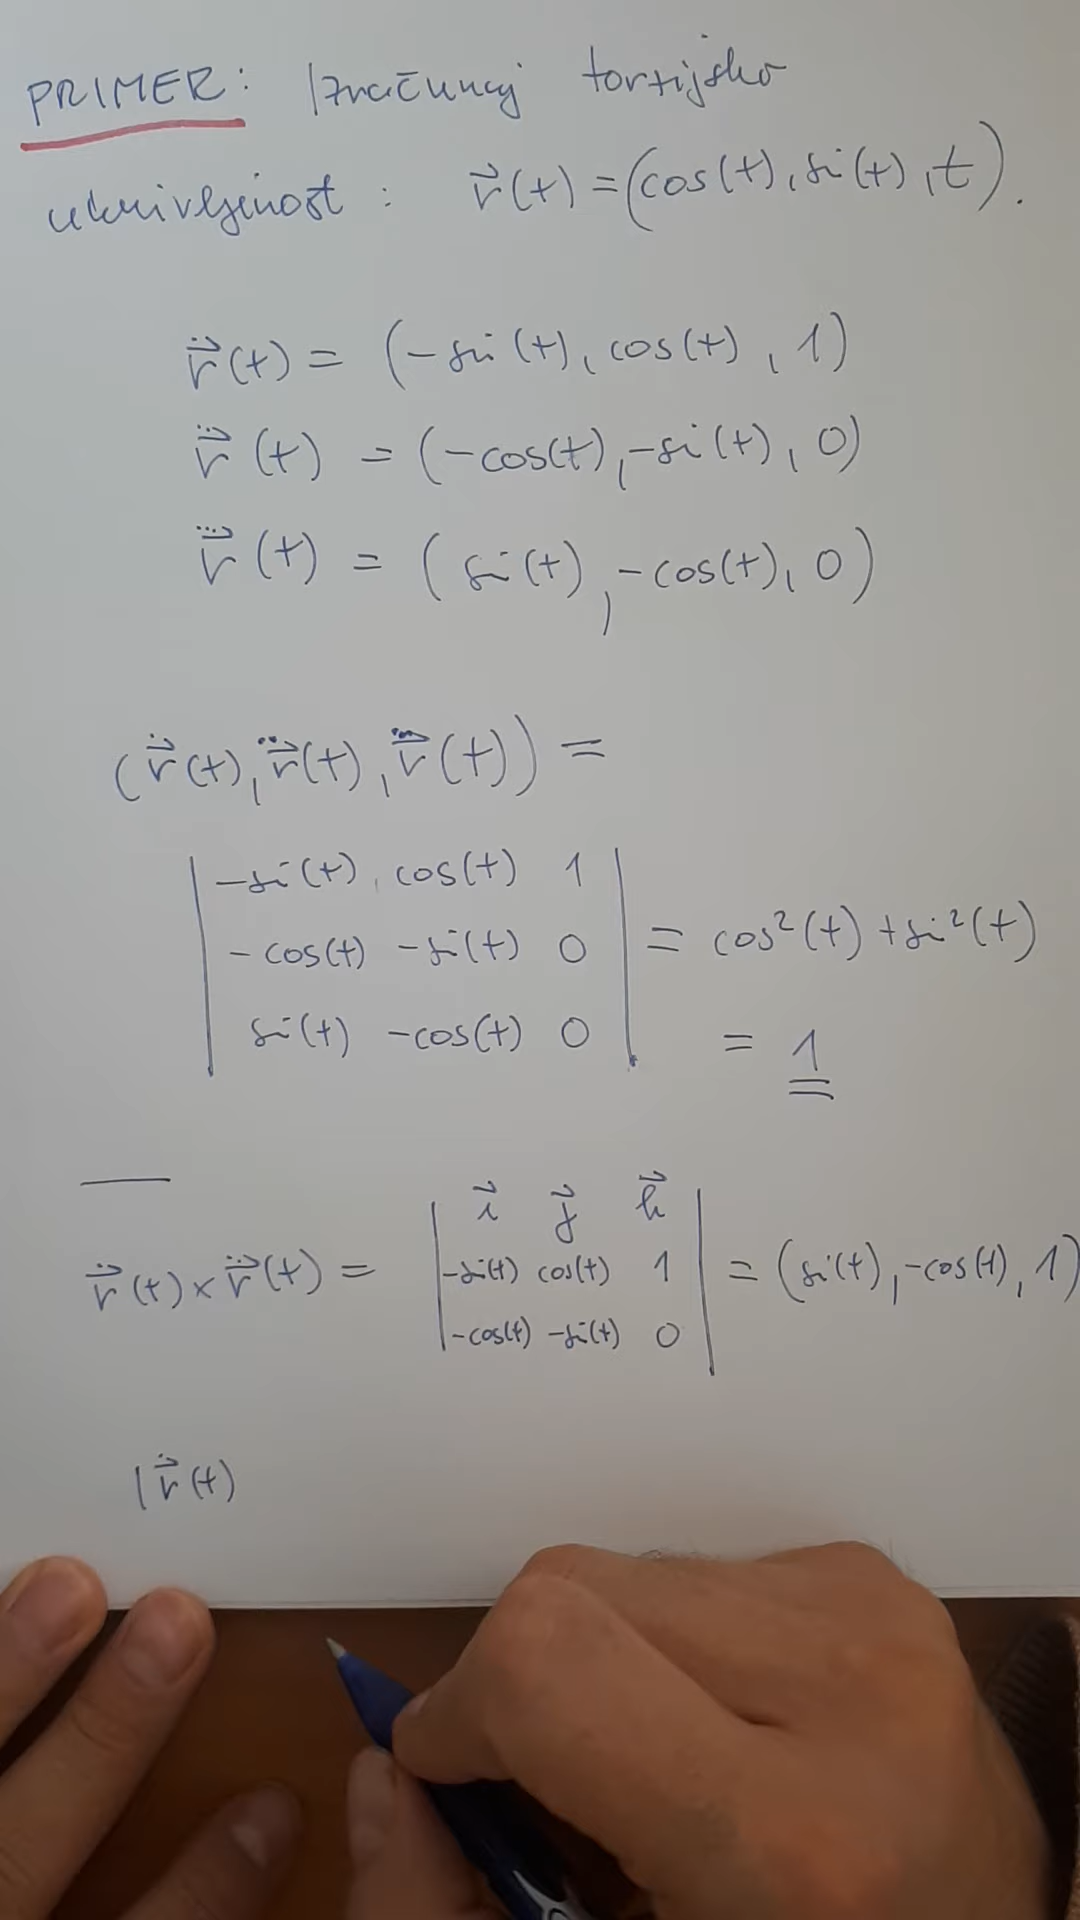 PRIMER: Izračunaj torzijsko
ukrivljenost: r⃗(t) = (cos(t), sin(t), t).
r⃗̇(t) = (-sin(t), cos(t), 1)
r⃗̈(t) = (-cos(t), -sin(t), 0)
r⃗⃛(t) = (sin(t), -cos(t), 0)
(r⃗̇(t), r⃗̈(t), r⃗⃛(t)) =
| -sin(t), cos(t) 1 |
| -cos(t) -sin(t) 0 | = cos²(t) + sin²(t)
| sin(t) -cos(t) 0 | = 1
| i⃗ j⃗ k⃗ |
r⃗̇(t) × r⃗̈(t) = | -sin(t) cos(t) 1 | = (sin(t), -cos(t), 1)
| -cos(t) -sin(t) 0 |
|r⃗̇(t)